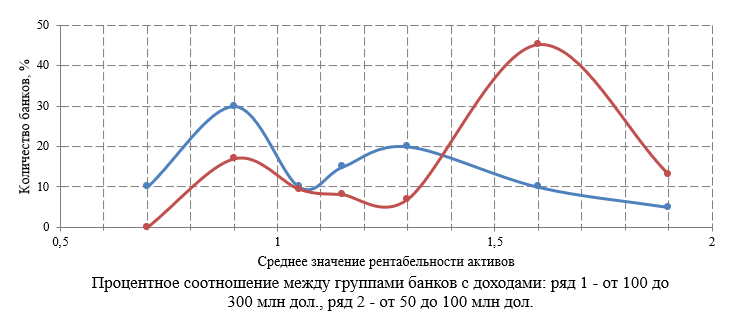 50
40
30
20
10
0
Количество банков, %
0,5
1
1,5
2
Среднее значение рентабельности активов
Процентное соотношение между группами банков с доходами: ряд 1 - от 100 до
300 млн дол., ряд 2 - от 50 до 100 млн дол.